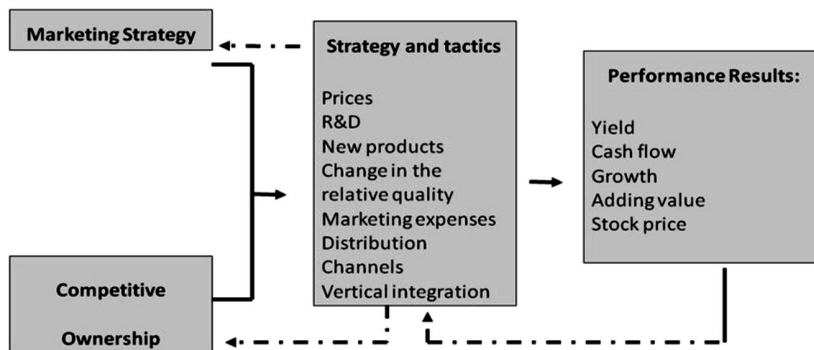 Marketing Strategy
Competitive
Ownership
Strategy and tactics
Prices
R&D
New products
Change in the
relative quality
Marketing expenses
Distribution
Channels
Vertical integration
Performance Results:
Yield
Cash flow
Growth
Adding value
Stock price